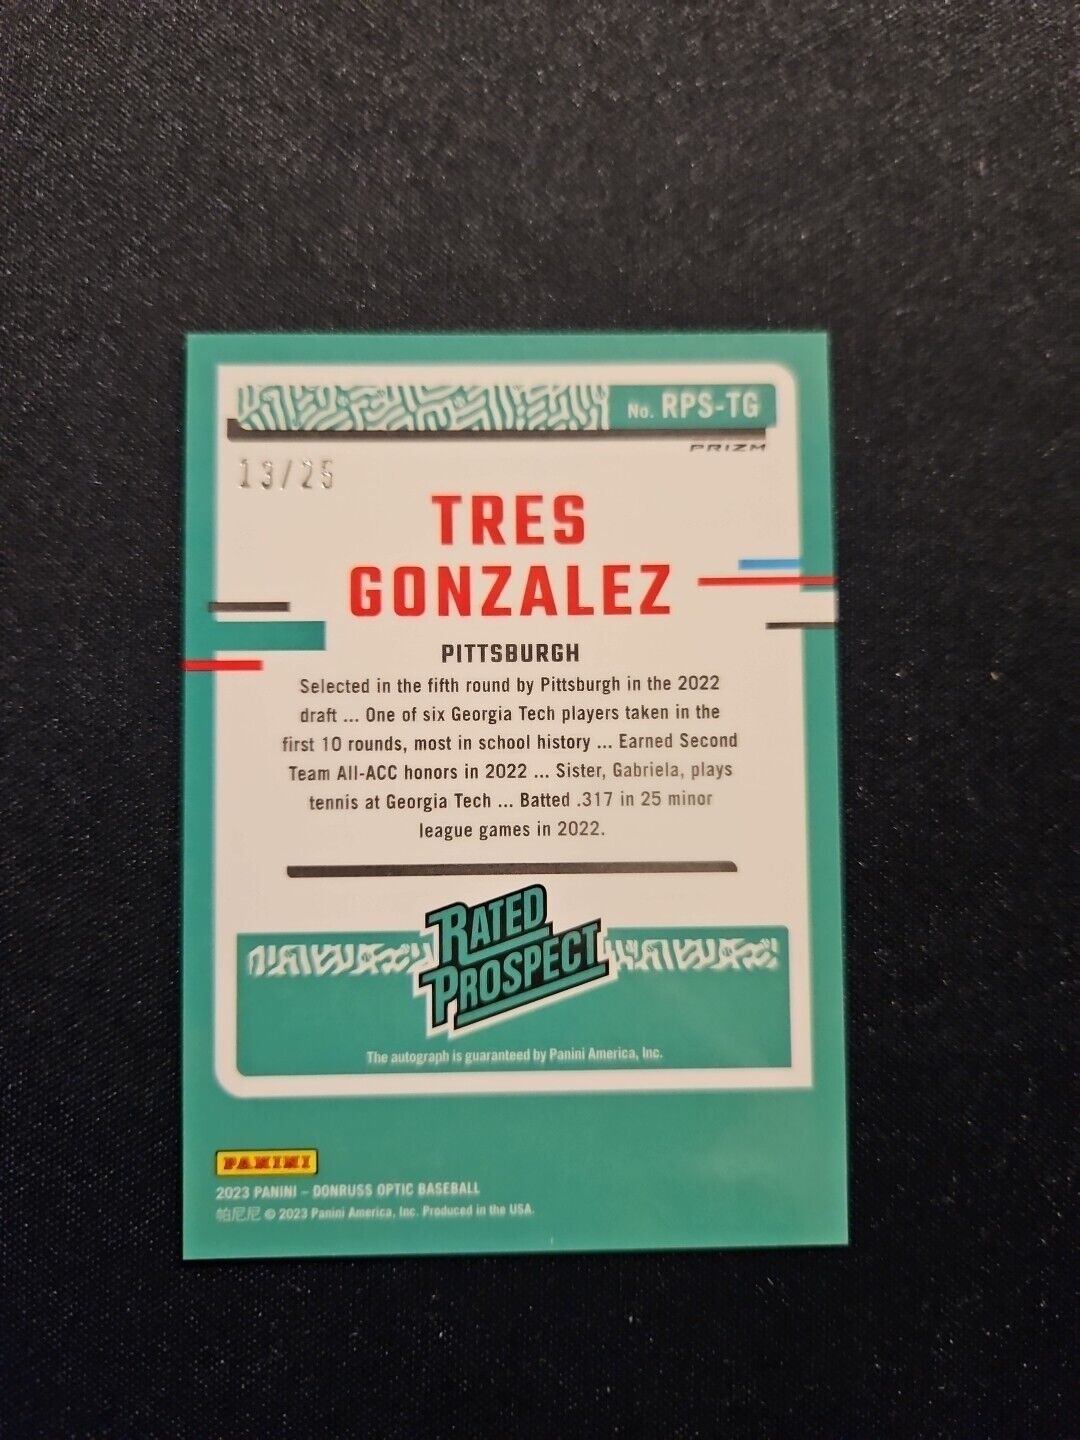 No. RPS-TG
PRIZM
13/25
TRES
GONZALEZ
PITTSBURGH
Selected in the fifth round by Pittsburgh in the 2022
draft ... One of six Georgia Tech players taken in the
first 10 rounds, most in school history ... Earned Second
Team All-ACC honors in 2022 ... Sister, Gabriela, plays
tennis at Georgia Tech ... Batted .317 in 25 minor
league games in 2022.
RATED
PROSPECT
The autograph is guaranteed by Panini America, Inc.
PANINI
2023 PANINI – DONRUSS OPTIC BASEBALL
帕尼尼 © 2023 Panini America, Inc. Produced in the USA.